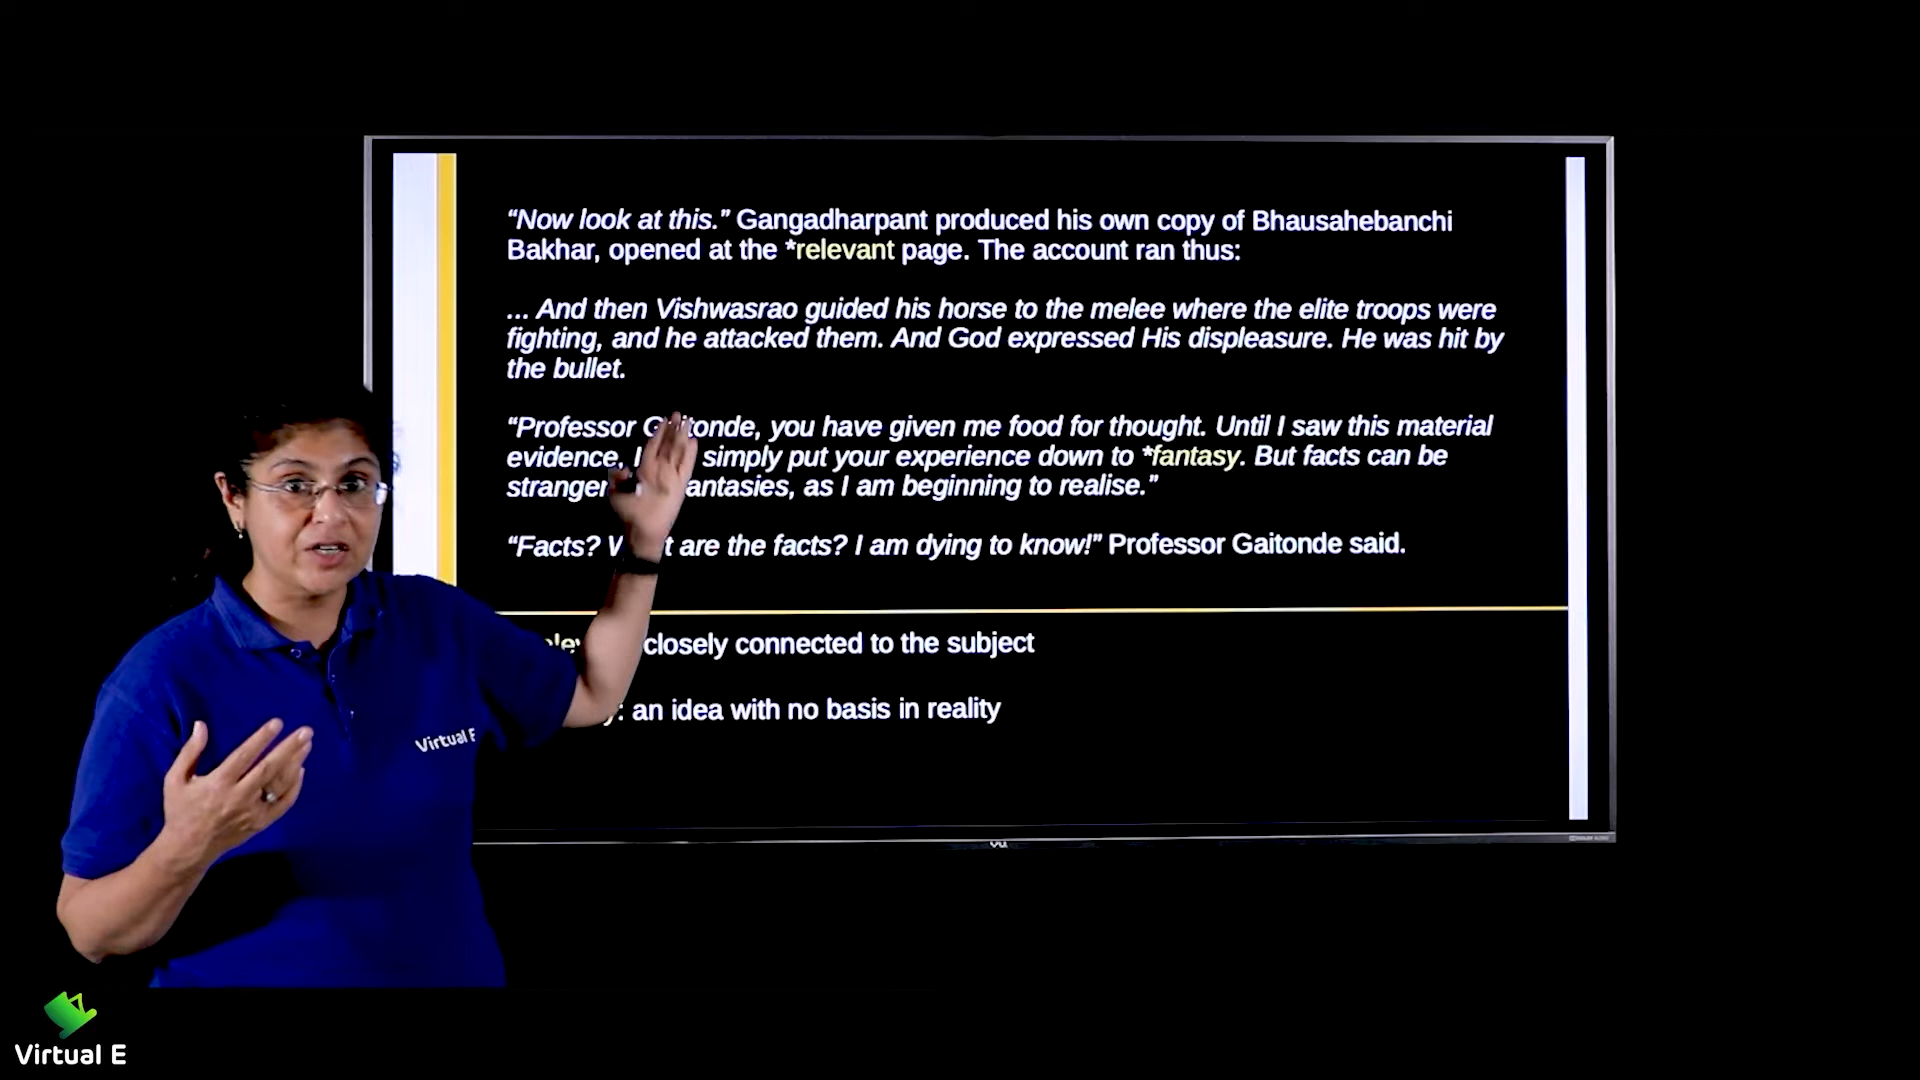 “Now look at this.” Gangadharpant produced his own copy of Bhausahebanchi
Bakhar, opened at the *relevant page. The account ran thus:
... And then Vishwasrao guided his horse to the melee where the elite troops were
fighting, and he attacked them. And God expressed His displeasure. He was hit by
the bullet.
“Professor Gaitonde, you have given me food for thought. Until I saw this material
evidence, I simply put your experience down to *fantasy. But facts can be
stranger antasies, as I am beginning to realise.”
“Facts? What are the facts? I am dying to know!” Professor Gaitonde said.
closely connected to the subject
: an idea with no basis in reality
Virtual E
VU
Virtual E